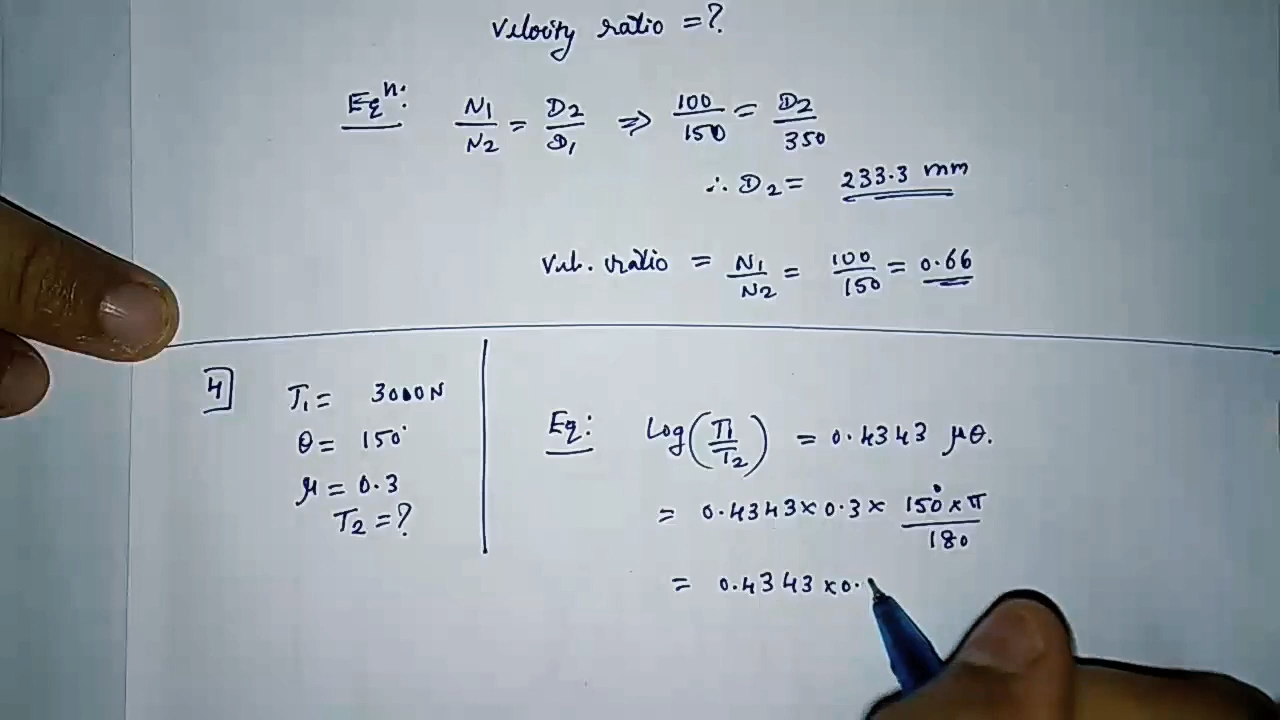 Velocity ratio = ?
Eqⁿ: N1/N2 = D2/D1 ⇒ 100/150 = D2/350
∴ D2 = 233.3 mm
Vel. ratio = N1/N2 = 100/150 = 0.66
4] T1 = 3000N
θ = 150°
μ = 0.3
T2 = ?
Eq: Log(T1/T2) = 0.4343 μθ.
= 0.4343 × 0.3 × 150° × π/180
= 0.4343 × 0.